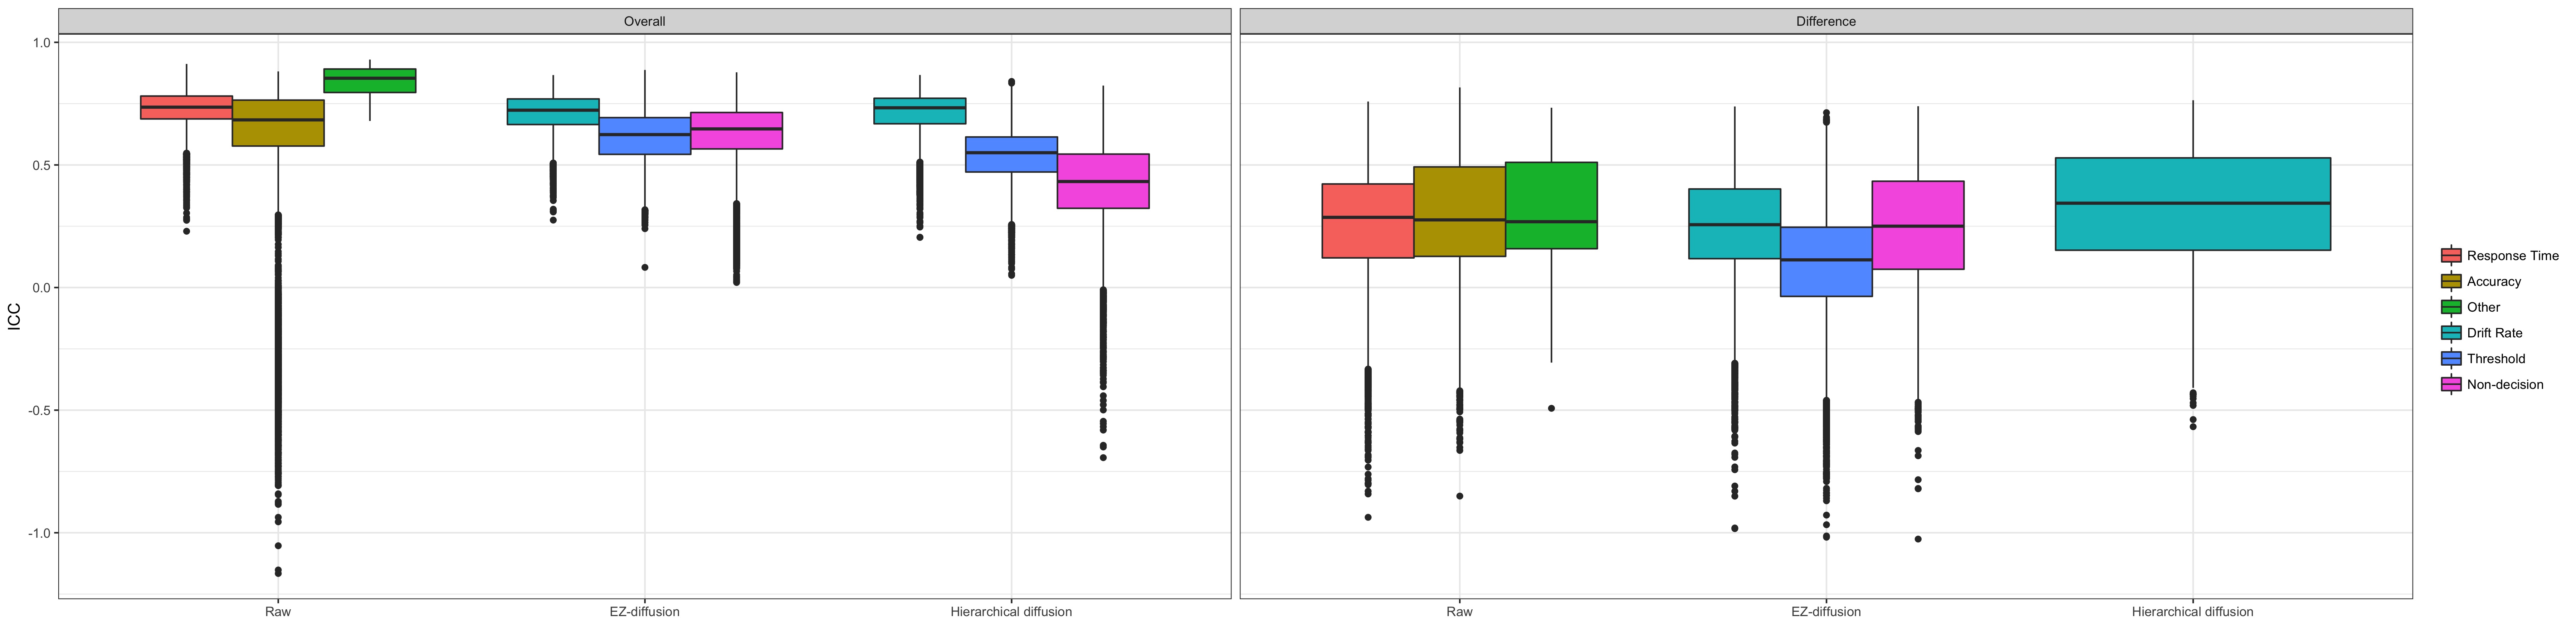 Overall
Difference
ICC
1.0
0.5
0.0
-0.5
-1.0
Raw
EZ-diffusion
Hierarchical diffusion
Raw
EZ-diffusion
Hierarchical diffusion
Response Time
Accuracy
Other
Drift Rate
Threshold
Non-decision